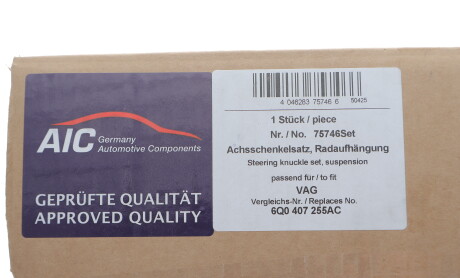 AIC Germany
Automotive Components
GEPRÜFTE QUALITÄT
APPROVED QUALITY
4 046283 75746 6 50425
1 Stück / piece
Nr. / No. 75746Set
Achsschenkelsatz, Radaufhängung
Steering knuckle set, suspension
passend für / to fit
VAG
Vergleichs-Nr. / Replaces No.
6Q0 407 255AC